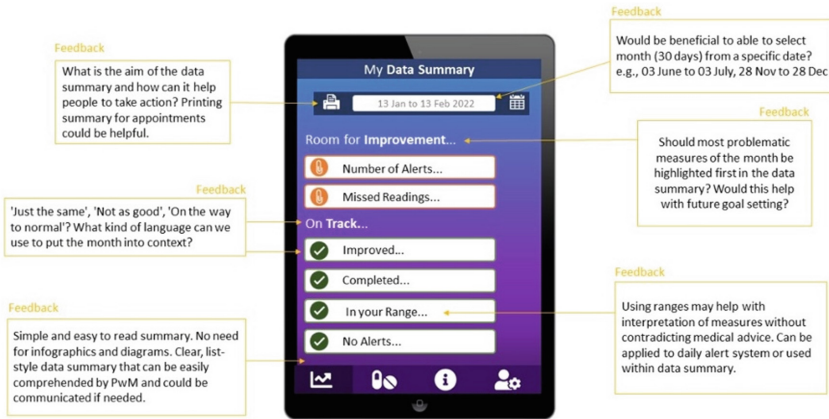 Feedback
What is the aim of the data
summary and how can it help
people to take action? Printing
summary for appointments
could be helpful.
Feedback
'Just the same', 'Not as good', 'On the way
to normal'? What kind of language can we
use to put the month into context?
Feedback
Simple and easy to read summary. No need
for infographics and diagrams. Clear, list-
style data summary that can be easily
comprehended by PwM and could be
communicated if needed.
My Data Summary
13 Jan to 13 Feb 2022
Room for Improvement...
Number of Alerts...
Missed Readings...
On Track...
Improved...
Completed...
In your Range...
No Alerts...
Feedback
Would be beneficial to able to select
month (30 days) from a specific date?
e.g., 03 June to 03 July, 28 Nov to 28 Dec
Feedback
Should most problematic
measures of the month be
highlighted first in the data
summary? Would this help
with future goal setting?
Feedback
Using ranges may help with
interpretation of measures without
contradicting medical advice. Can be
applied to daily alert system or used
within data summary.